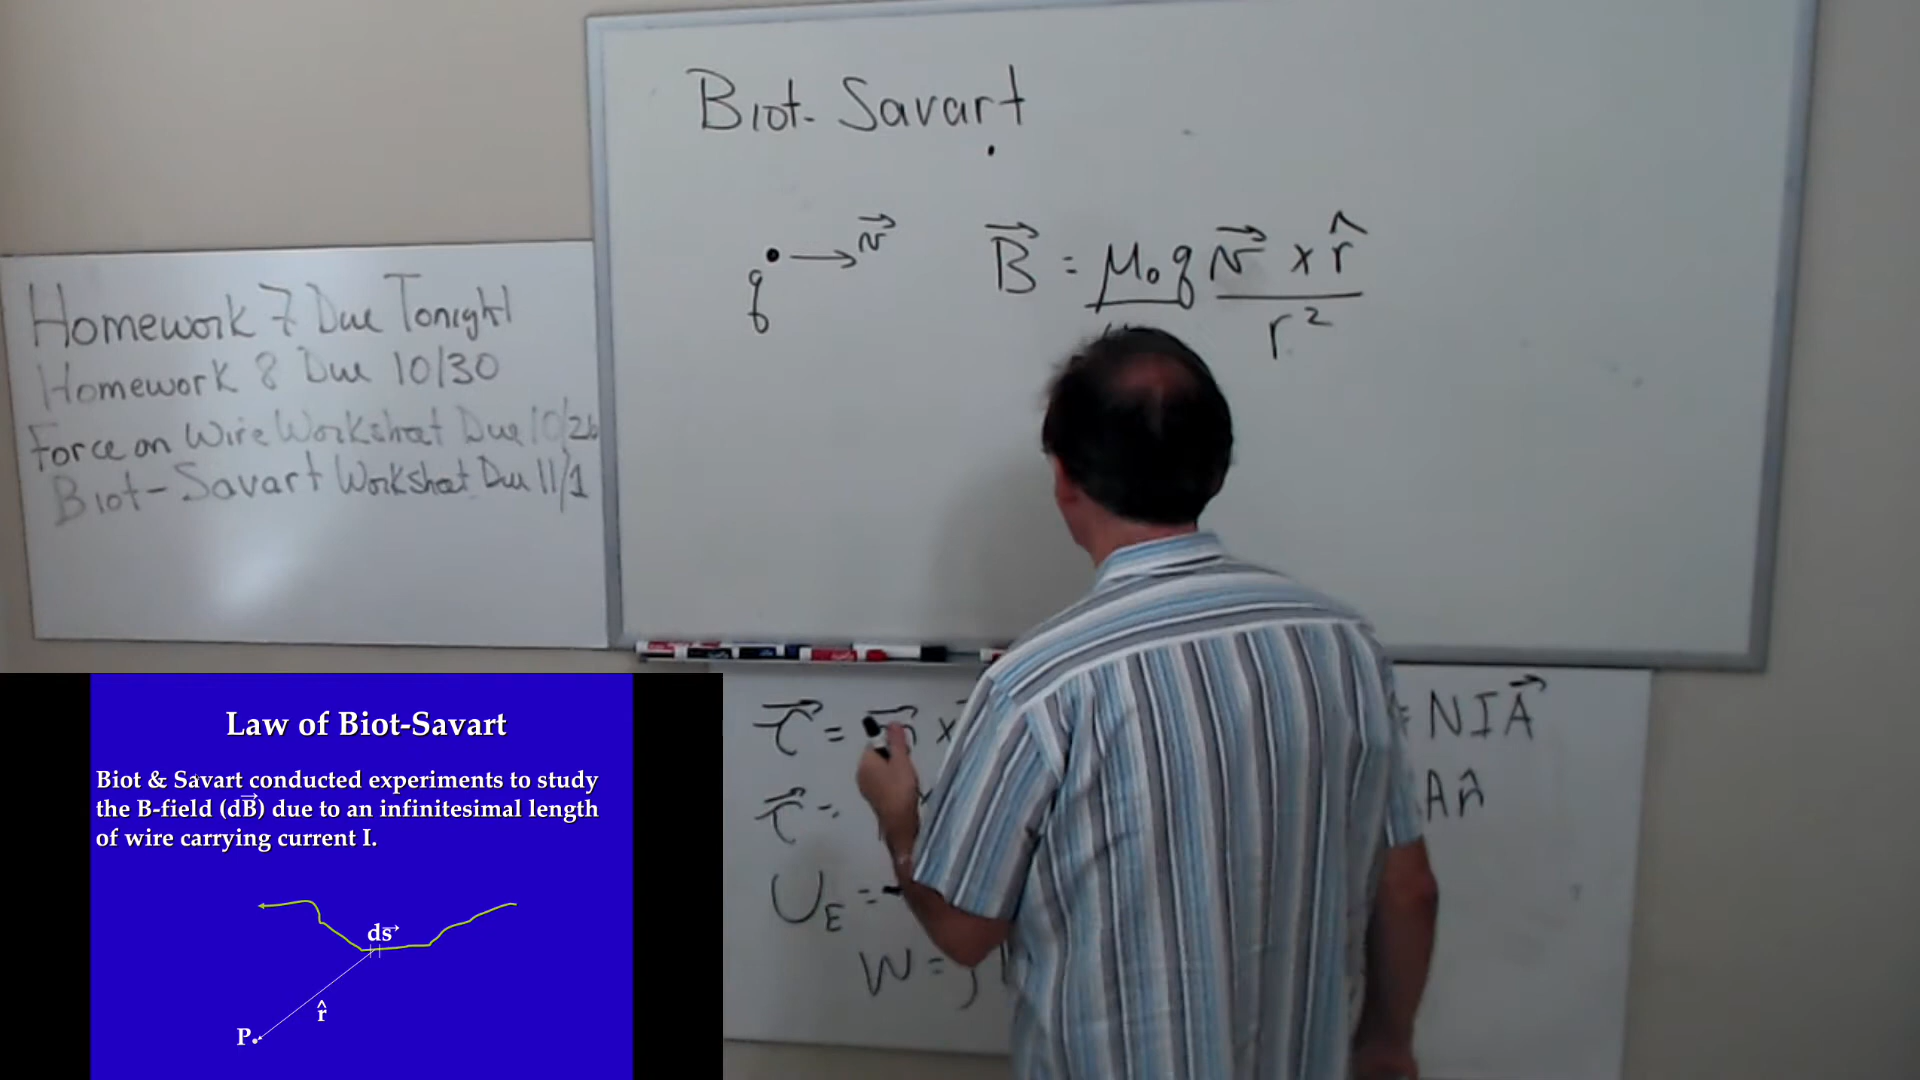 Biot-Savart
v
q
B = μ₀ q v x r̂
r²
Homework 7 Due Tonight
Homework 8 Due 10/30
Force on Wire Worksheet Due 10/26
Biot-Savart Worksheet Due 11/1
τ = x
= NIA
τ =
An̂
U_E = -
W = ∫
Law of Biot-Savart
Biot & Savart conducted experiments to study
the B-field (dB) due to an infinitesimal length
of wire carrying current I.
ds
r̂
P.